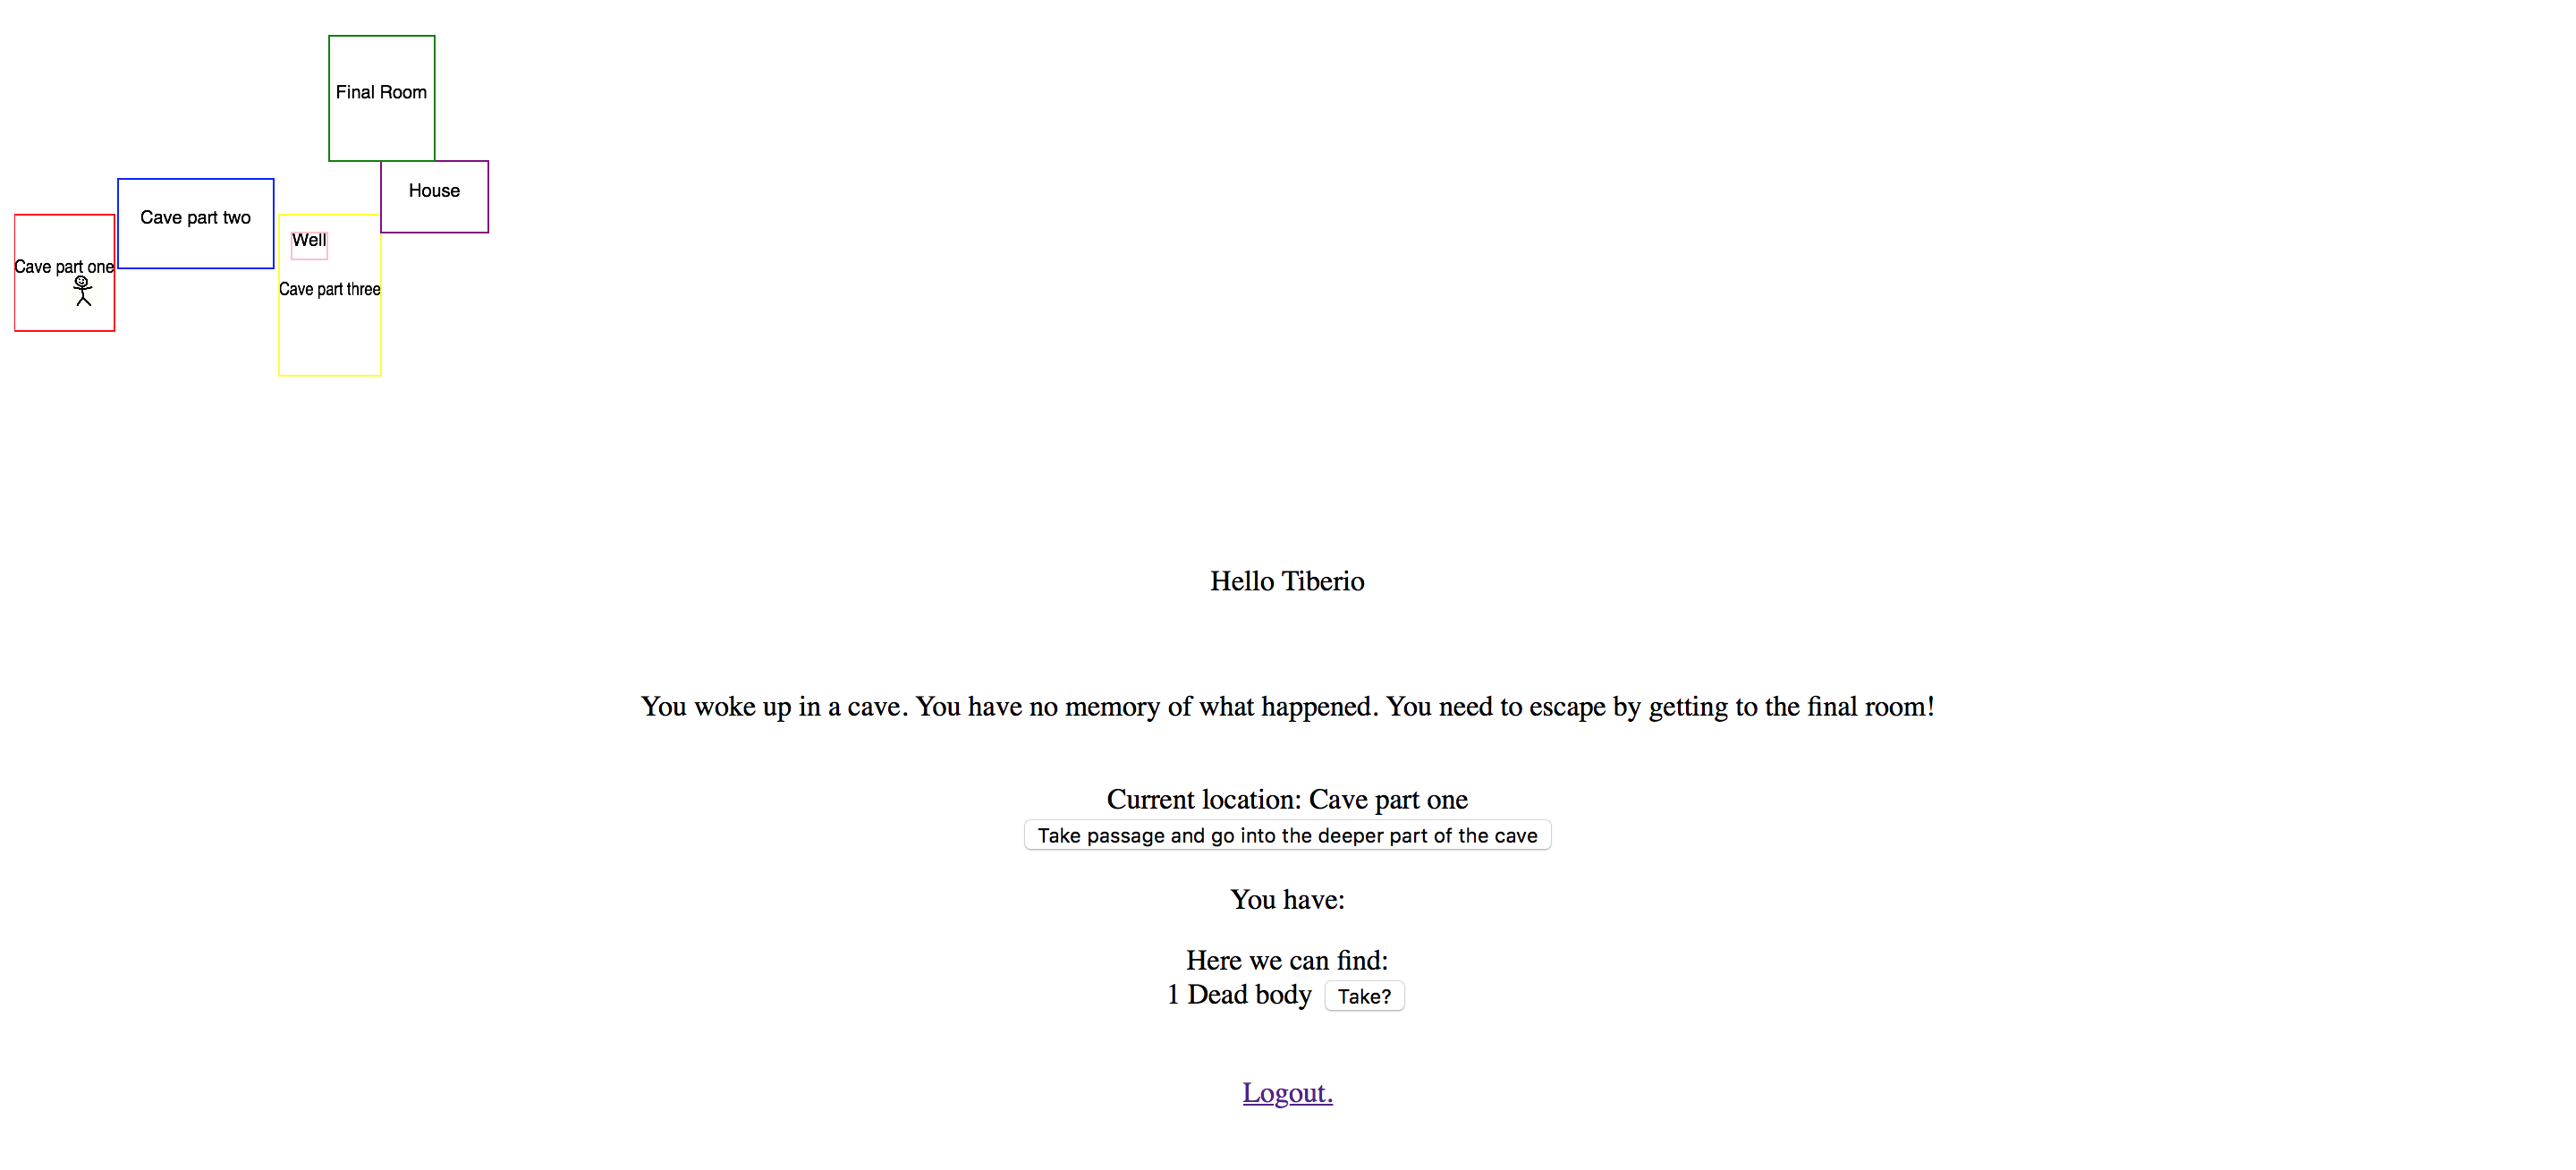 Final Room
House
Cave part two
Well
Cave part one
Cave part three
Hello Tiberio
You woke up in a cave. You have no memory of what happened. You need to escape by getting to the final room!
Current location: Cave part one
Take passage and go into the deeper part of the cave
You have:
Here we can find:
1 Dead body Take?
Logout.